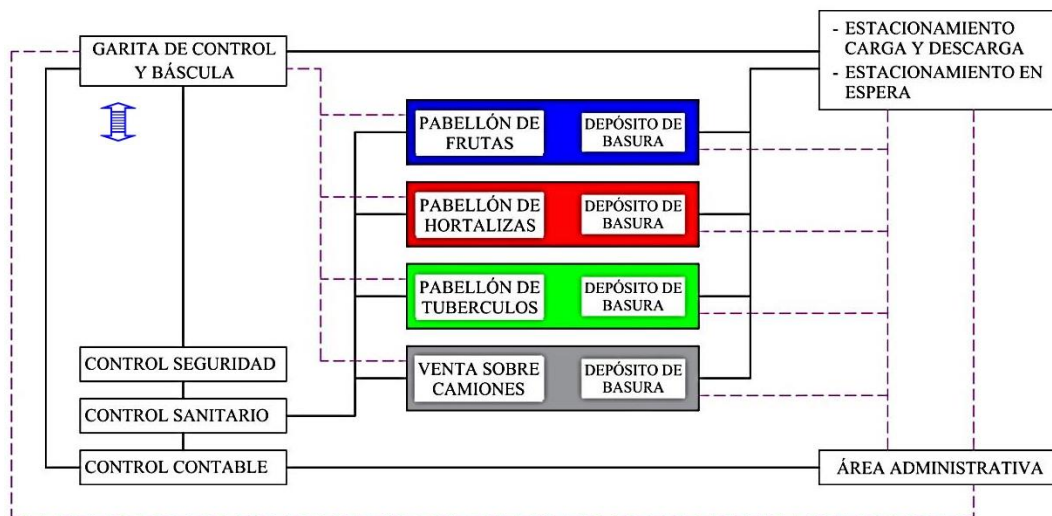 GARITA DE CONTROL
Y BÁSCULA
- ESTACIONAMIENTO
CARGA Y DESCARGA
- ESTACIONAMIENTO EN
ESPERA
PABELLÓN DE
FRUTAS
DEPÓSITO DE
BASURA
PABELLÓN DE
HORTALIZAS
DEPÓSITO DE
BASURA
PABELLÓN DE
TUBERCULOS
DEPÓSITO DE
BASURA
VENTA SOBRE
CAMIONES
DEPÓSITO DE
BASURA
CONTROL SEGURIDAD
CONTROL SANITARIO
CONTROL CONTABLE
ÁREA ADMINISTRATIVA